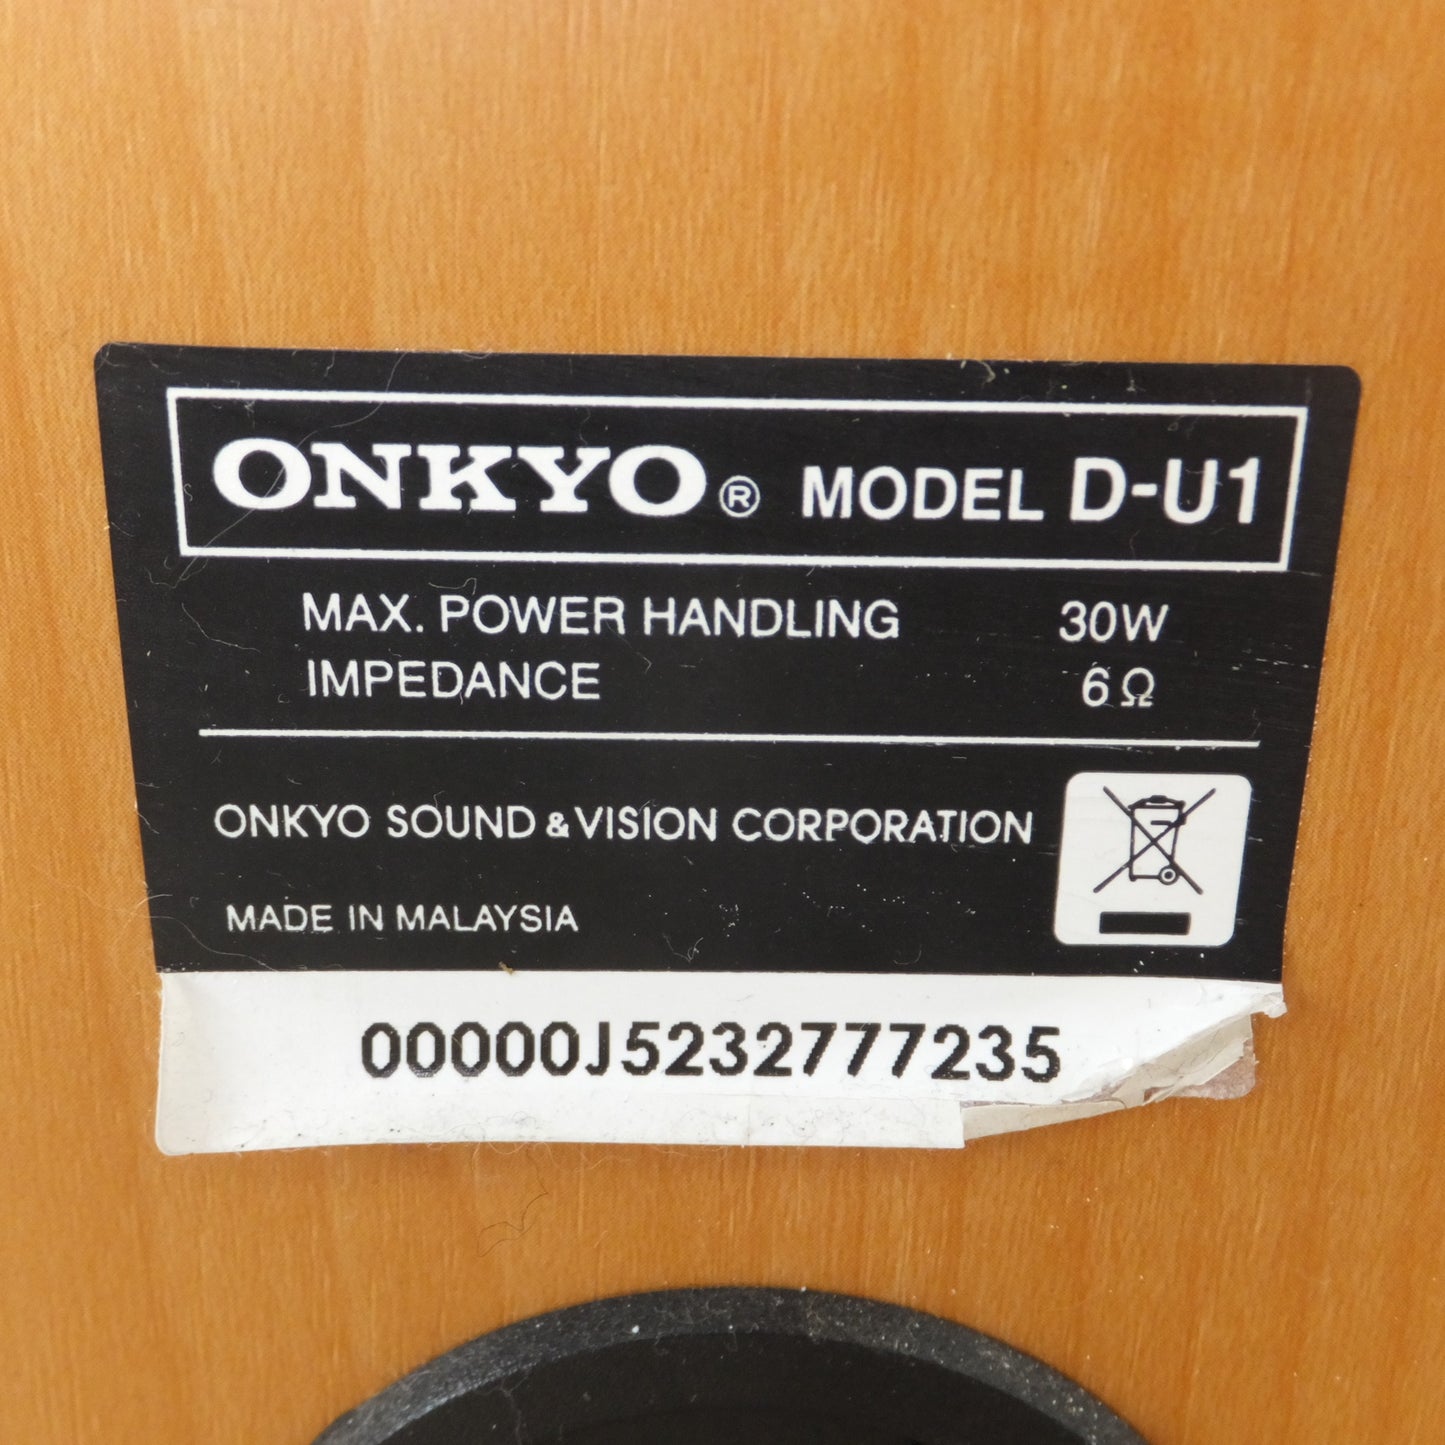 ONKYO® MODEL D-U1
MAX. POWER HANDLING 30W
IMPEDANCE 6Ω
ONKYO SOUND & VISION CORPORATION
MADE IN MALAYSIA
00000J5232777235